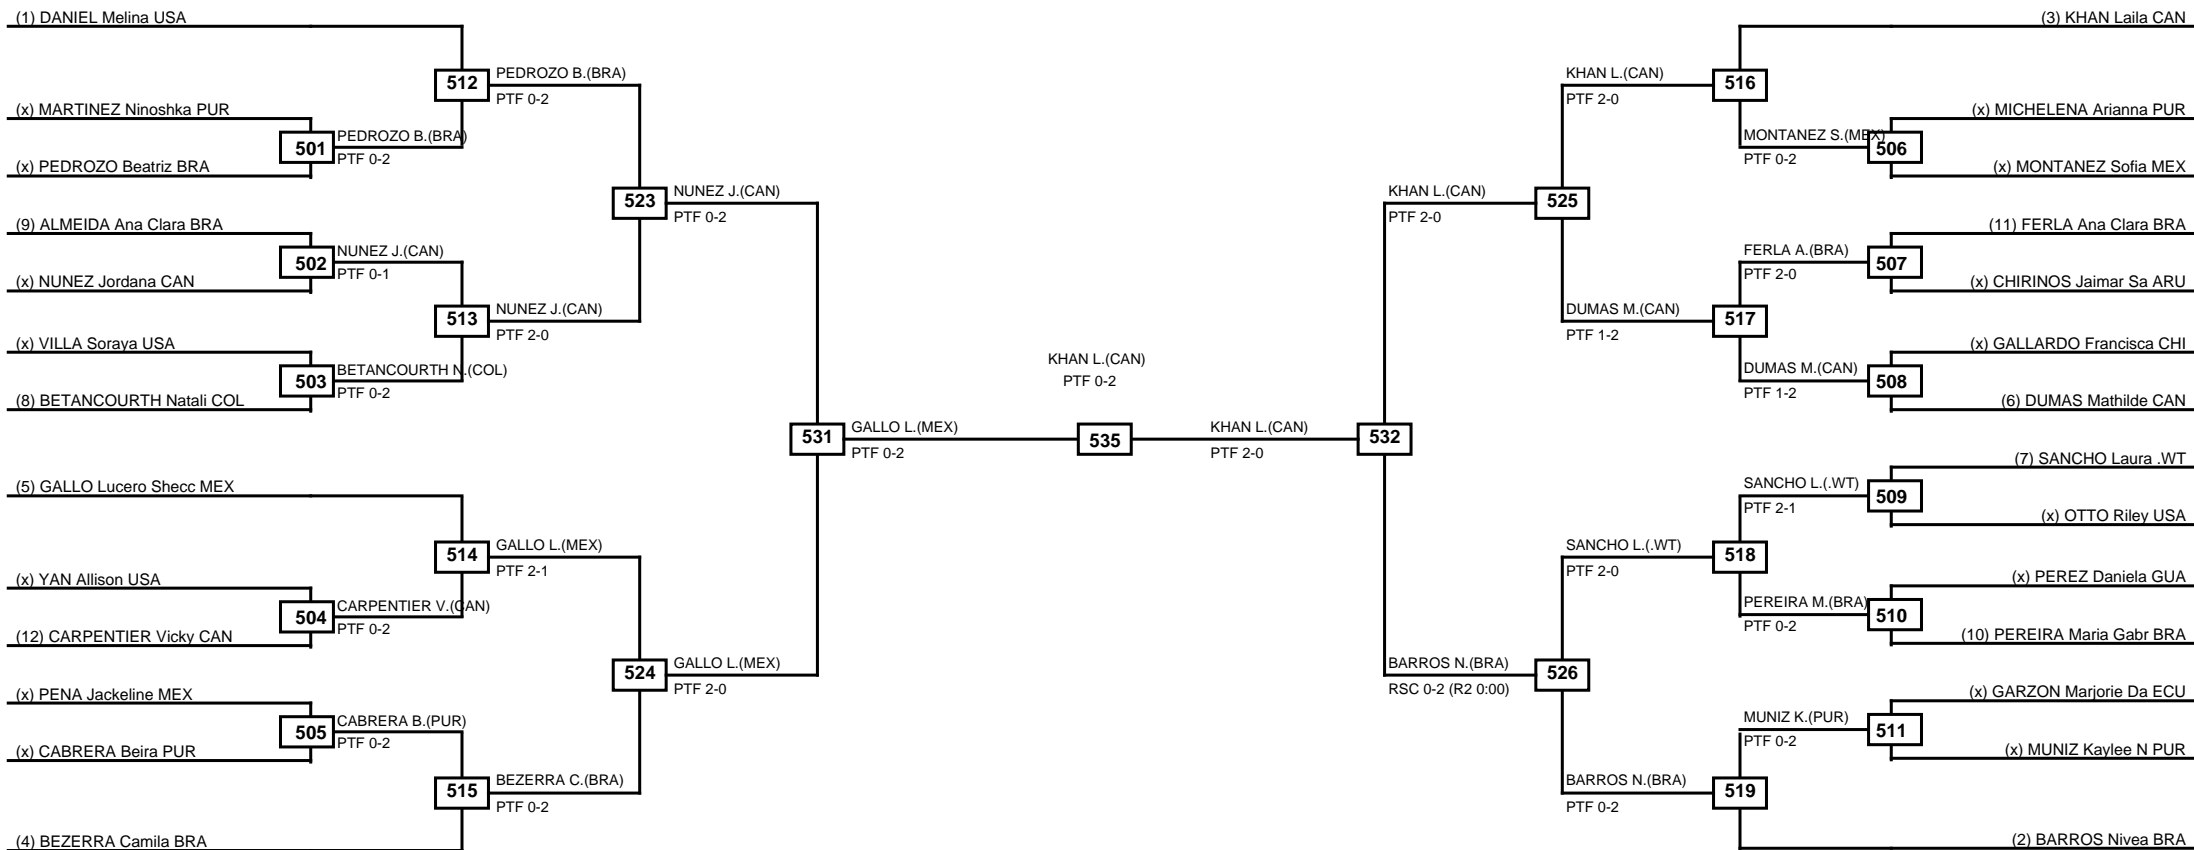 (1) DANIEL Melina USA
(x) MARTINEZ Ninoshka PUR
(x) PEDROZO Beatriz BRA
(9) ALMEIDA Ana Clara BRA
(x) NUNEZ Jordana CAN
(x) VILLA Soraya USA
(8) BETANCOURTH Natali COL
(5) GALLO Lucero Shecc MEX
(x) YAN Allison USA
(12) CARPENTIER Vicky CAN
(x) PENA Jackeline MEX
(x) CABRERA Beira PUR
(4) BEZERRA Camila BRA
501
PEDROZO B.(BRA)
PTF 0-2
502
NUNEZ J.(CAN)
PTF 0-1
503
BETANCOURTH N.(COL)
PTF 0-2
504
CARPENTIER V.(CAN)
PTF 0-2
505
CABRERA B.(PUR)
PTF 0-2
512
PEDROZO B.(BRA)
PTF 0-2
513
NUNEZ J.(CAN)
PTF 2-0
514
GALLO L.(MEX)
PTF 2-1
515
BEZERRA C.(BRA)
PTF 0-2
523
NUNEZ J.(CAN)
PTF 0-2
524
GALLO L.(MEX)
PTF 2-0
531
GALLO L.(MEX)
PTF 0-2
KHAN L.(CAN)
PTF 0-2
535
KHAN L.(CAN)
PTF 2-0
532
KHAN L.(CAN)
PTF 2-0
525
BARROS N.(BRA)
RSC 0-2 (R2 0:00)
526
KHAN L.(CAN)
PTF 2-0
516
DUMAS M.(CAN)
PTF 1-2
517
SANCHO L.(.WT)
PTF 2-0
518
BARROS N.(BRA)
PTF 0-2
519
MONTANEZ S.(MEX)
PTF 0-2
506
FERLA A.(BRA)
PTF 2-0
507
DUMAS M.(CAN)
PTF 1-2
508
SANCHO L.(.WT)
PTF 2-1
509
PEREIRA M.(BRA)
PTF 0-2
510
MUNIZ K.(PUR)
PTF 0-2
511
(3) KHAN Laila CAN
(x) MICHELENA Arianna PUR
(x) MONTANEZ Sofia MEX
(11) FERLA Ana Clara BRA
(x) CHIRINOS Jaimar Sa ARU
(x) GALLARDO Francisca CHI
(6) DUMAS Mathilde CAN
(7) SANCHO Laura .WT
(x) OTTO Riley USA
(x) PEREZ Daniela GUA
(10) PEREIRA Maria Gabr BRA
(x) GARZON Marjorie Da ECU
(x) MUNIZ Kaylee N PUR
(2) BARROS Nivea BRA